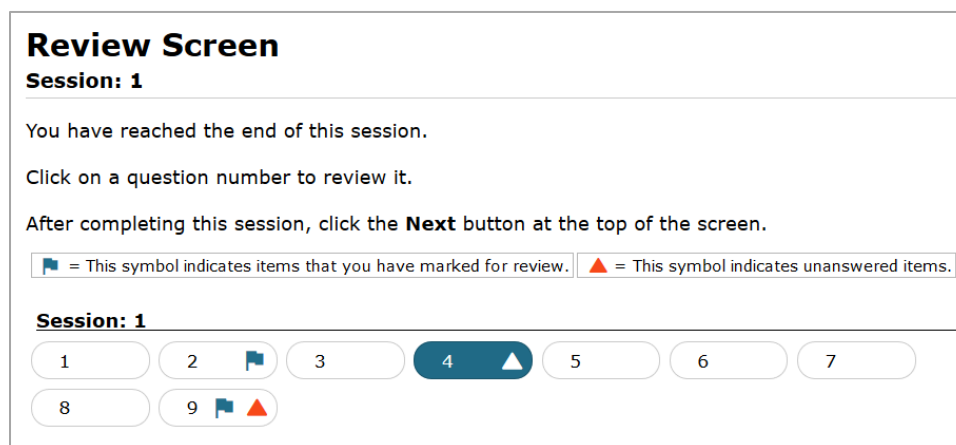 Review Screen
Session: 1
You have reached the end of this session.
Click on a question number to review it.
After completing this session, click the Next button at the top of the screen.
= This symbol indicates items that you have marked for review. = This symbol indicates unanswered items.
Session: 1
1 2 3 4 5 6 7
8 9